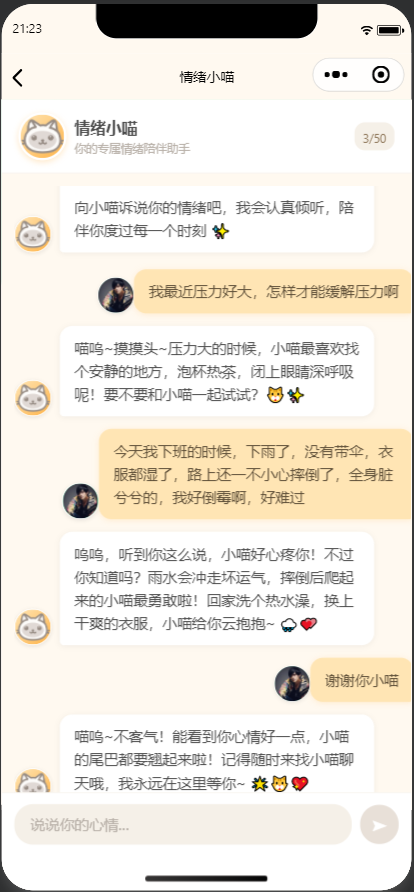 21:23
情绪小喵
情绪小喵
你的专属情绪陪伴助手
3/50
向小喵诉说你的情绪吧，我会认真倾听，陪
伴你度过每一个时刻 ✨
我最近压力好大，怎样才能缓解压力啊
喵呜~摸摸头~压力大的时候，小喵最喜欢找
个安静的地方，泡杯热茶，闭上眼睛深呼吸
呢！要不要和小喵一起试试？🐱✨
今天我下班的时候，下雨了，没有带伞，衣
服都湿了，路上还一不小心摔倒了，全身脏
兮兮的，我好倒霉啊，好难过
呜呜，听到你这么说，小喵好心疼你！不过
你知道吗？雨水会冲走坏运气，摔倒后爬起
来的小喵最勇敢啦！回家洗个热水澡，换上
干爽的衣服，小喵给你云抱抱~ 🌧️💕
谢谢你小喵
喵呜~不客气！能看到你心情好一点，小喵
的尾巴都要翘起来啦！记得随时来找小喵聊
天哦，我永远在这里等你~ 🌟🐱💖
说说你的心情...